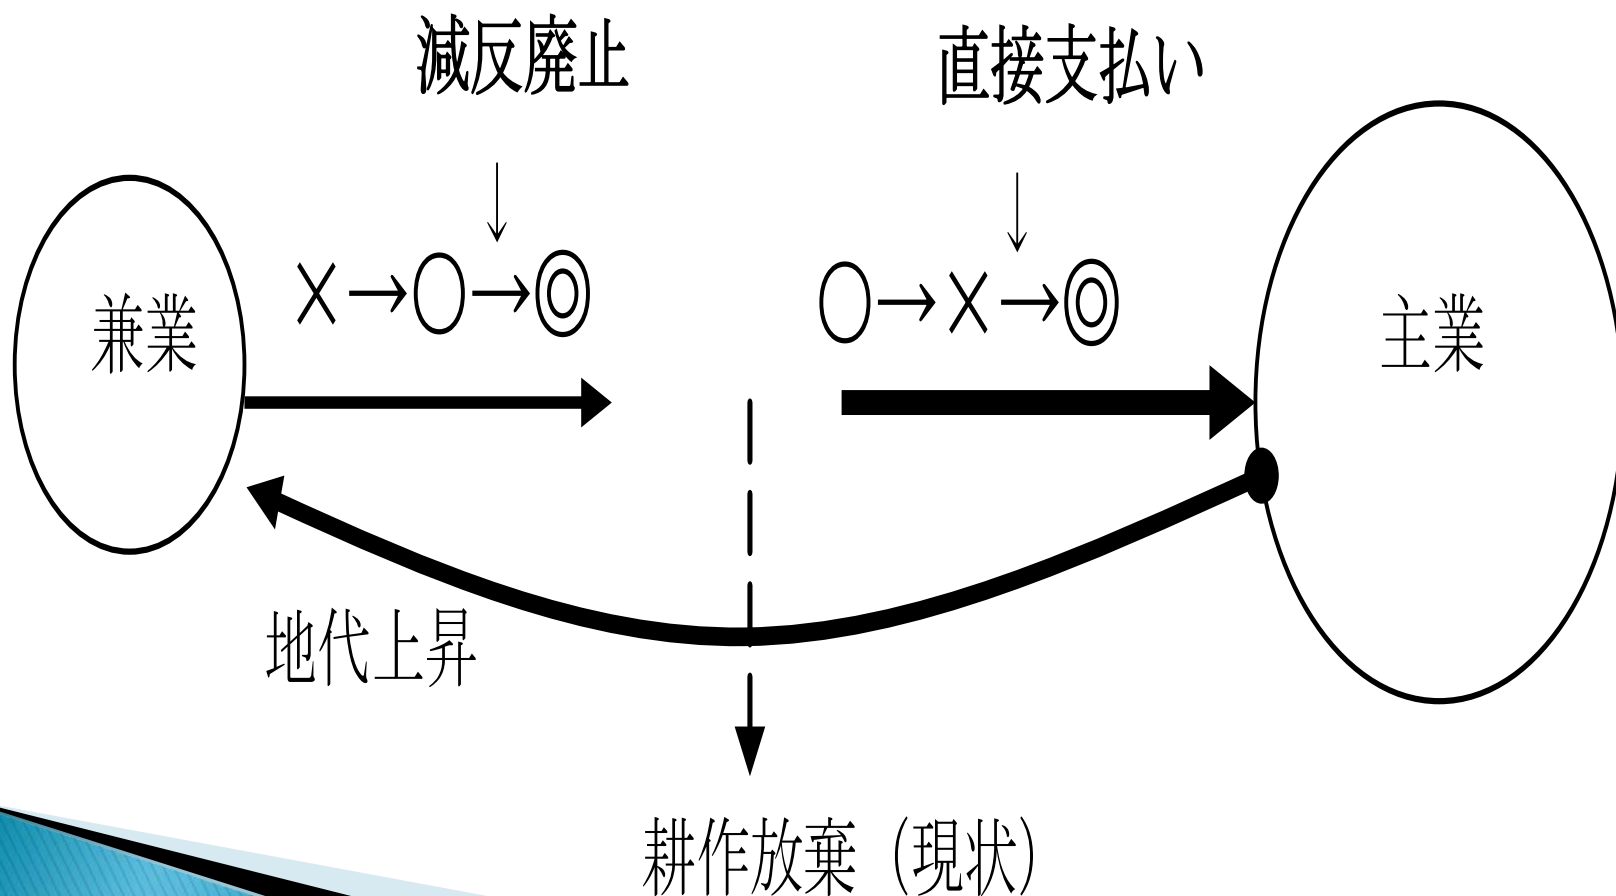 減反廃止
直接支払い
×→○→◎
○→×→◎
兼業
主業
地代上昇
耕作放棄（現状）